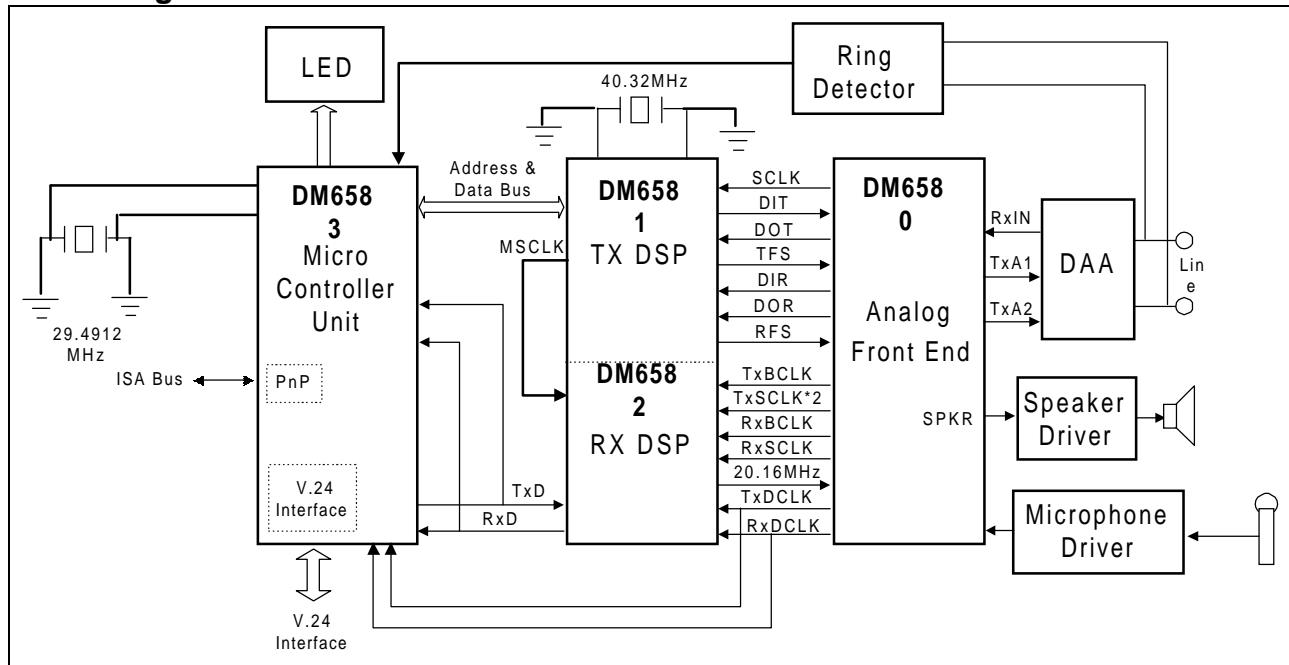 LED
Ring
Detector
40.32MHz
Address &
Data Bus
DM658
3
Micro
Controller
Unit
DM658
1
TX DSP
MSCLK
DM658
2
RX DSP
SCLK
DIT
DOT
TFS
DIR
DOR
RFS
TxBCLK
TxSCLK*2
RxBCLK
RxSCLK
20.16MHz
TxDCLK
RxDCLK
DM658
0
Analog
Front End
SPKR
RxIN
TxA1
TxA2
DAA
Lin
e
Speaker
Driver
Microphone
Driver
29.4912
MHz
ISA Bus
PnP
V.24
Interface
TxD
RxD
V.24
Interface